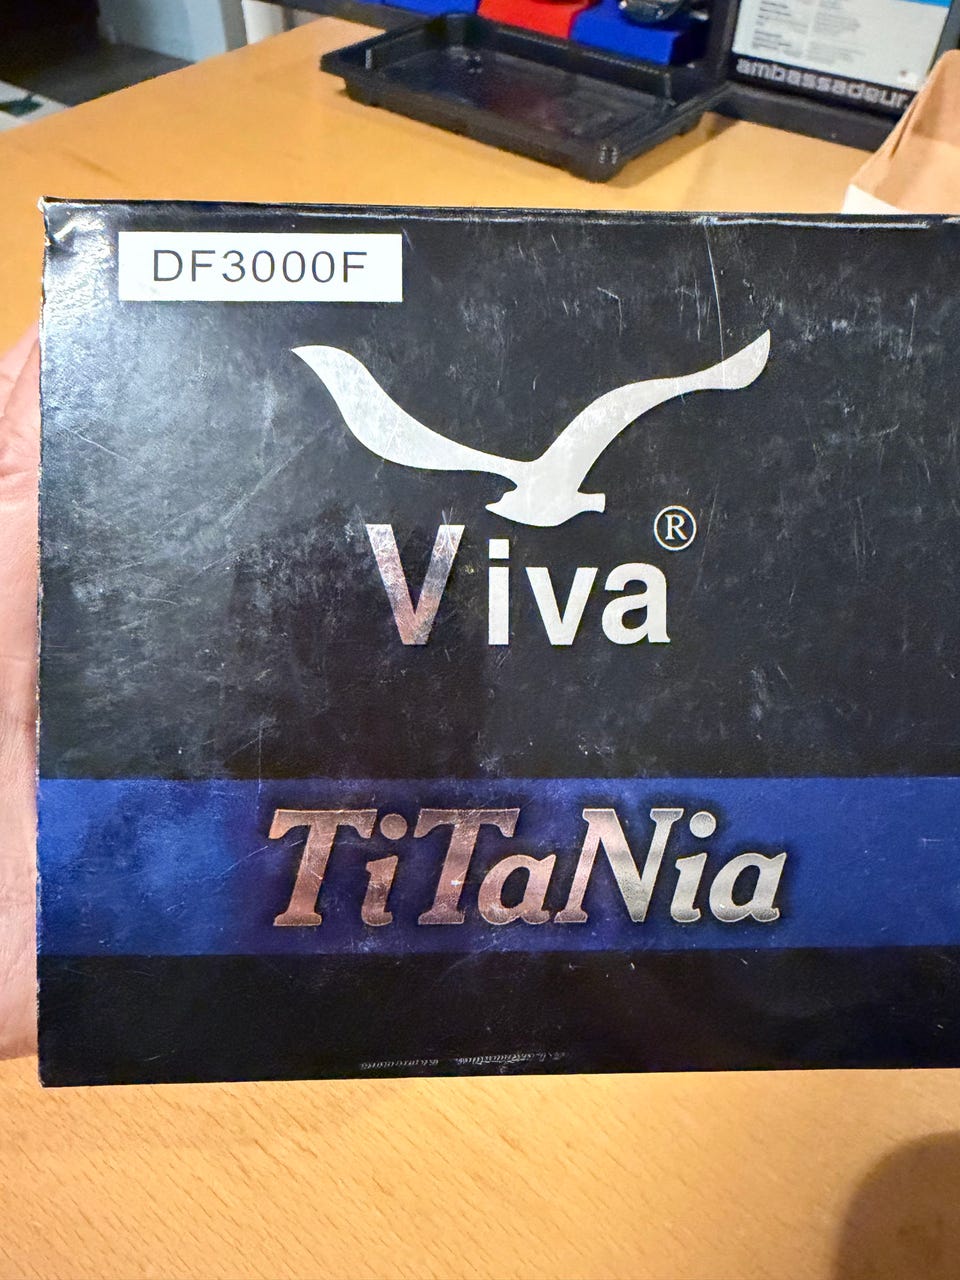 ambassadeur
DF3000F
Viva®
TiTaNia